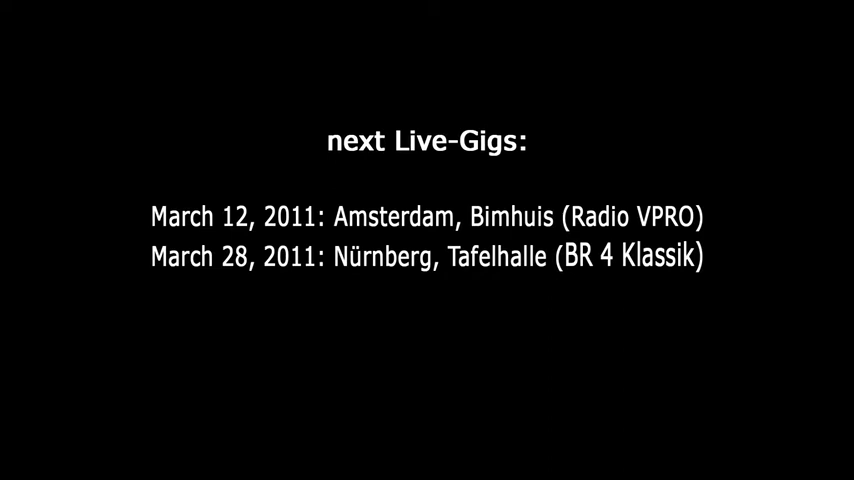 next Live-Gigs:
March 12, 2011: Amsterdam, Bimhuis (Radio VPRO)
March 28, 2011: Nürnberg, Tafelhalle (BR 4 Klassik)